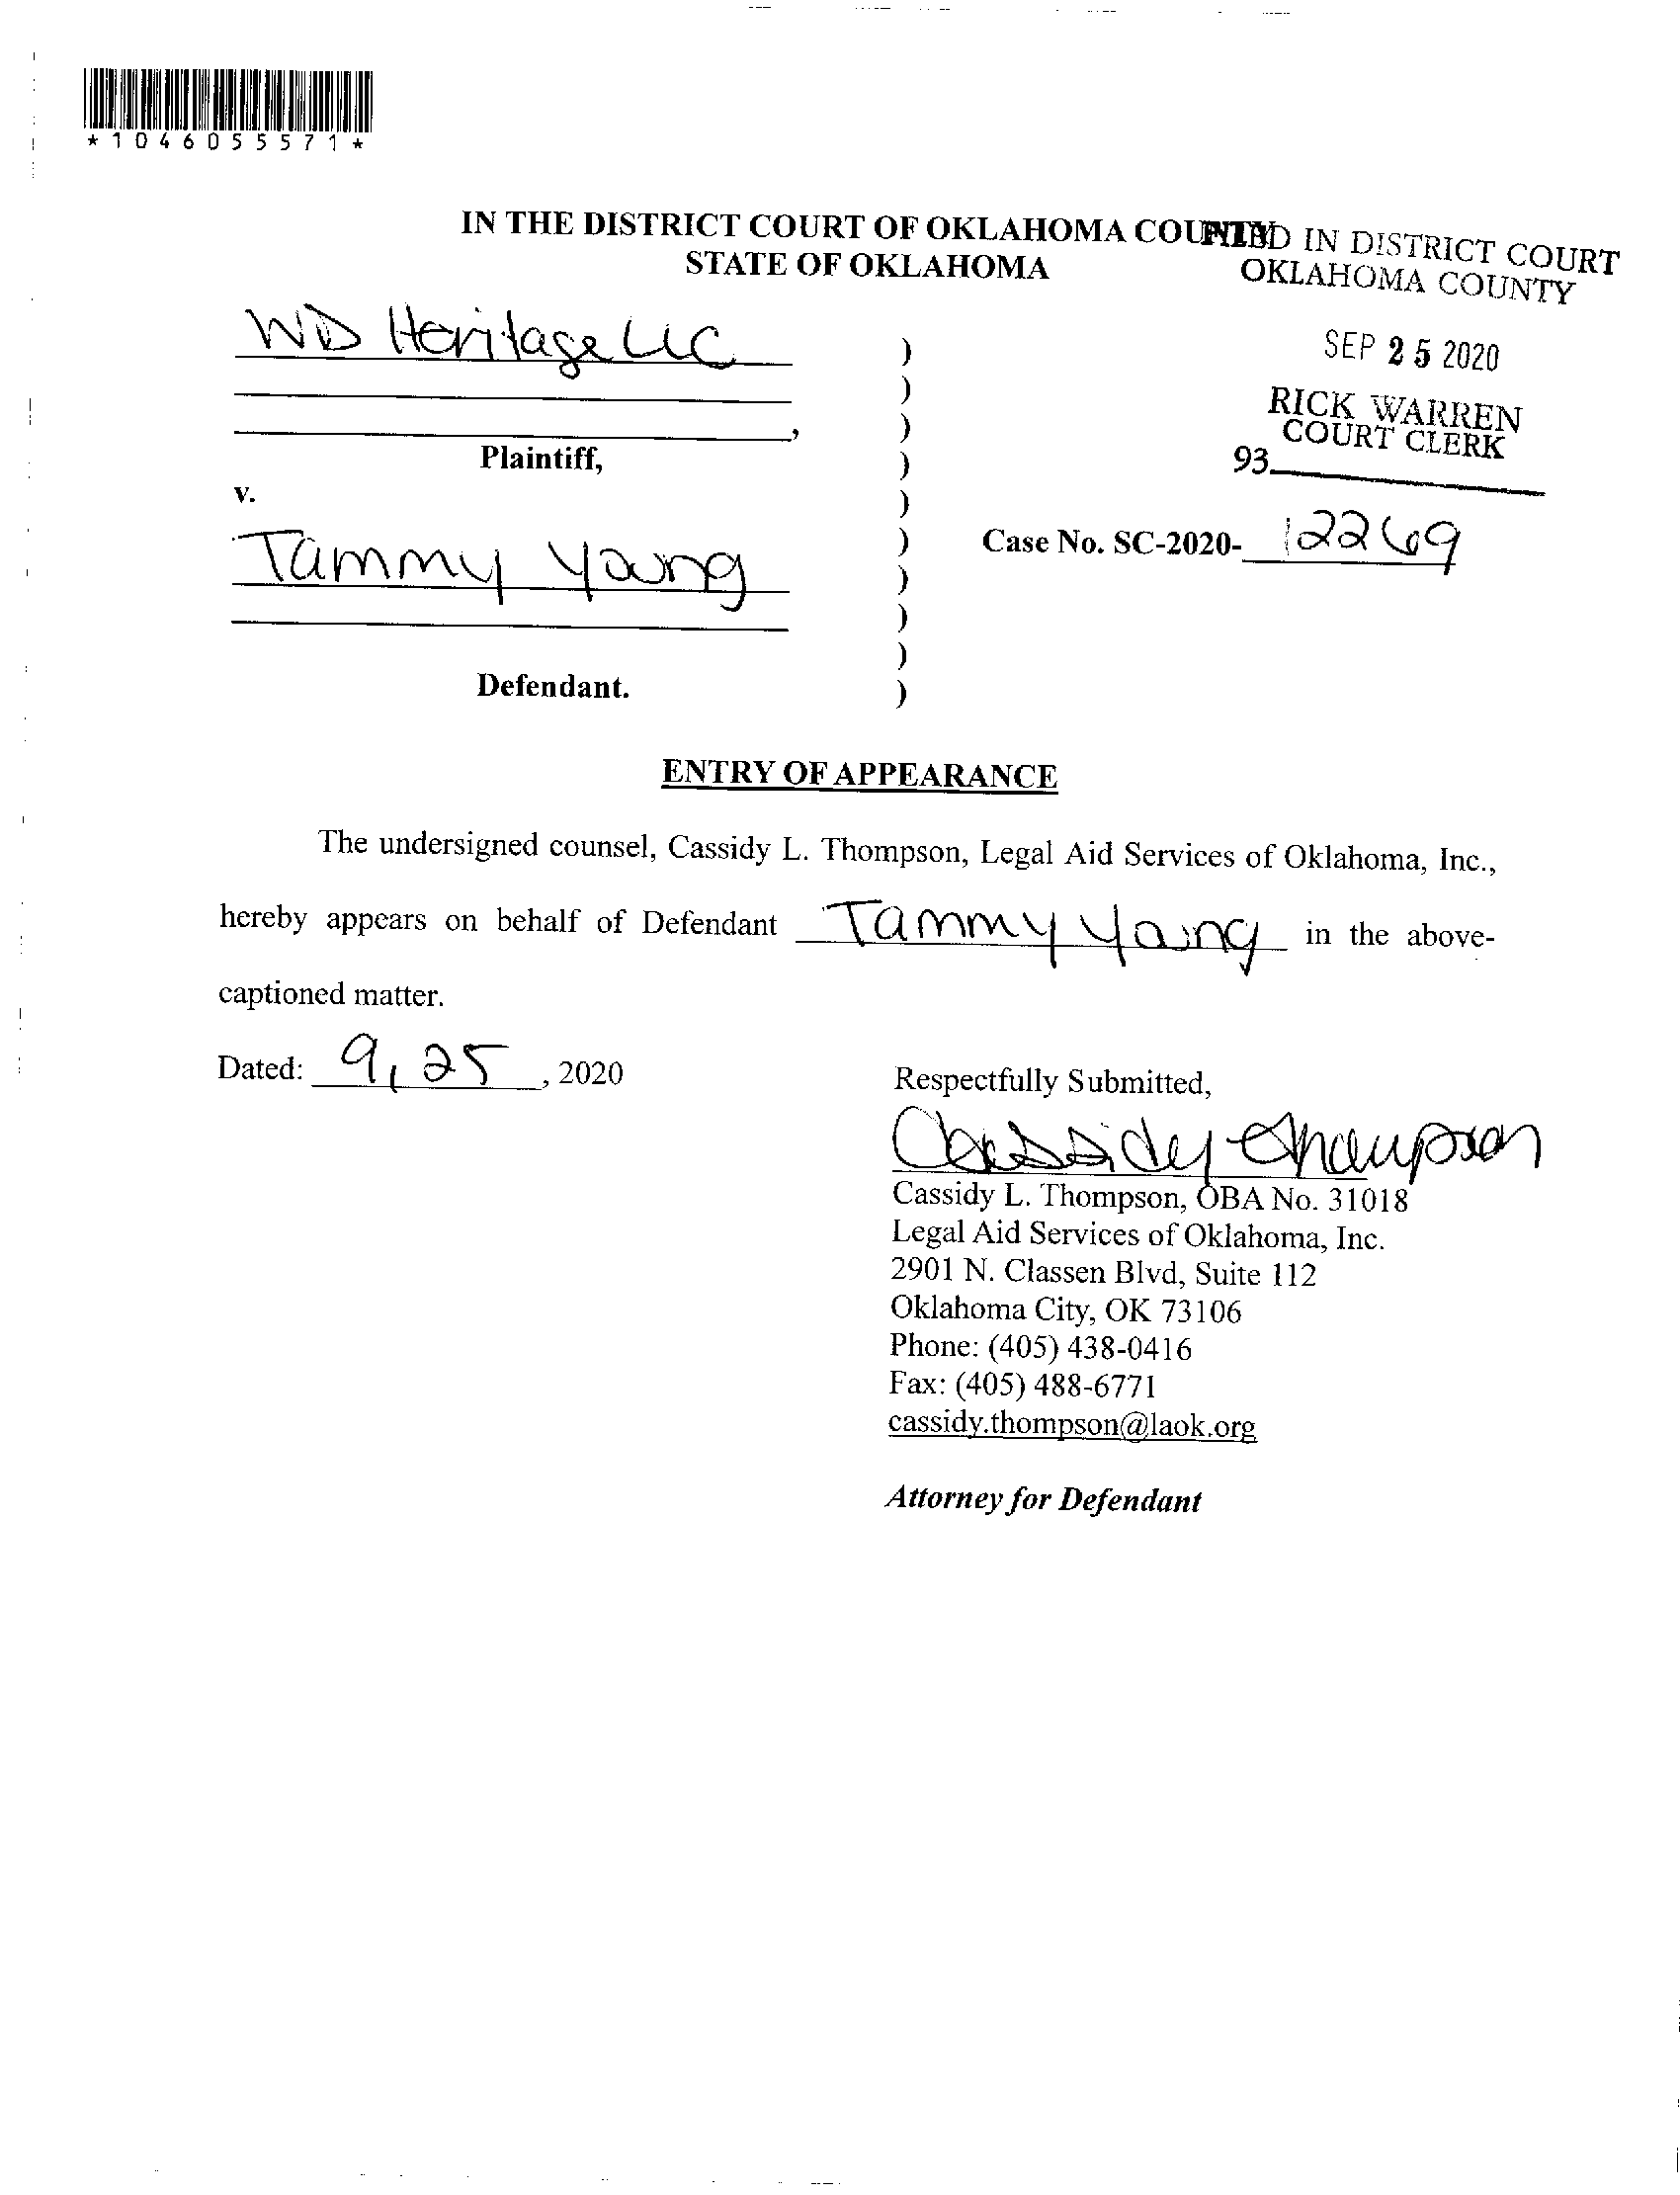 *1046055571*
IN THE DISTRICT COURT OF OKLAHOMA COUNTY
STATE OF OKLAHOMA
FILED IN DISTRICT COURT
OKLAHOMA COUNTY
SEP 25 2020
RICK WARREN
COURT CLERK
93
WD Heritage LLC )
)
, )
Plaintiff, )
v. )
Tammy Young ) Case No. SC-2020- 12269
)
)
)
Defendant. )
ENTRY OF APPEARANCE
The undersigned counsel, Cassidy L. Thompson, Legal Aid Services of Oklahoma, Inc.,
hereby appears on behalf of Defendant Tammy Young in the above-
captioned matter.
Dated: 9, 25, 2020
Respectfully Submitted,
Cassidy Thompson
Cassidy L. Thompson, OBA No. 31018
Legal Aid Services of Oklahoma, Inc.
2901 N. Classen Blvd, Suite 112
Oklahoma City, OK 73106
Phone: (405) 438-0416
Fax: (405) 488-6771
cassidy.thompson@laok.org
Attorney for Defendant